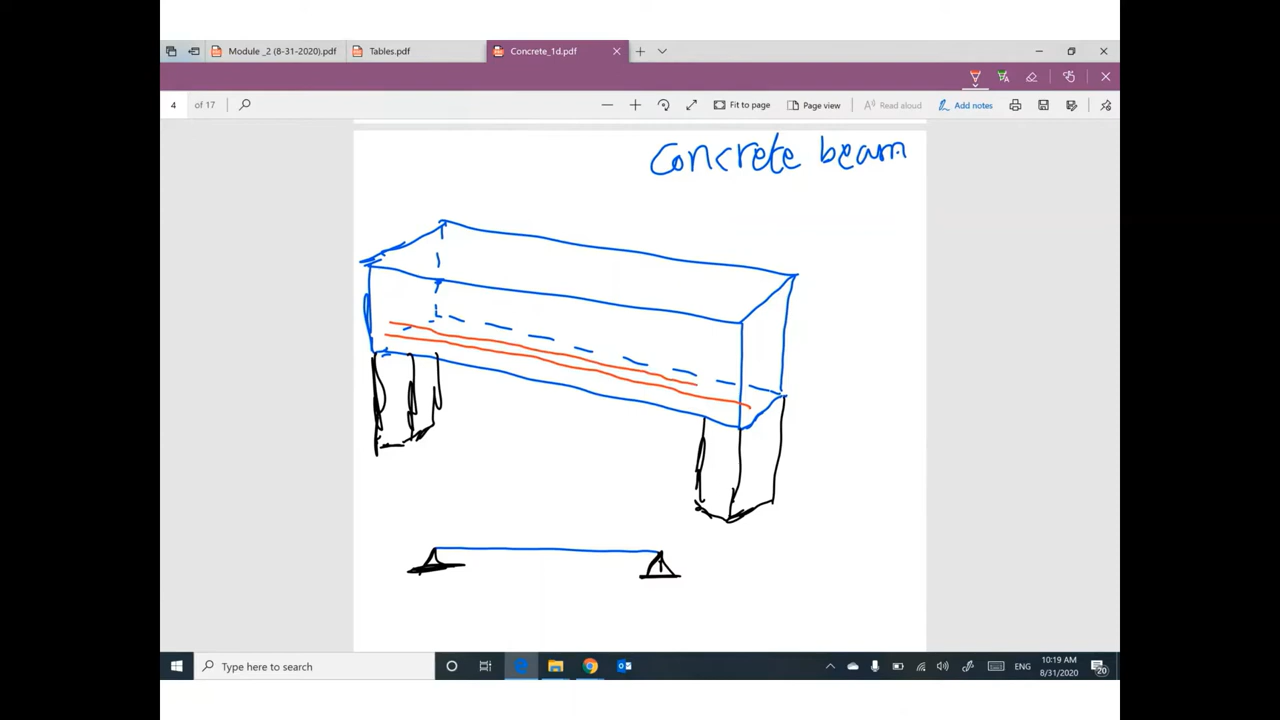 Module _2 (8-31-2020).pdf
Tables.pdf
Concrete_1d.pdf
4 of 17
Fit to page
Page view
Read aloud
Add notes
Concrete beam
Type here to search
ENG
10:19 AM
8/31/2020
20